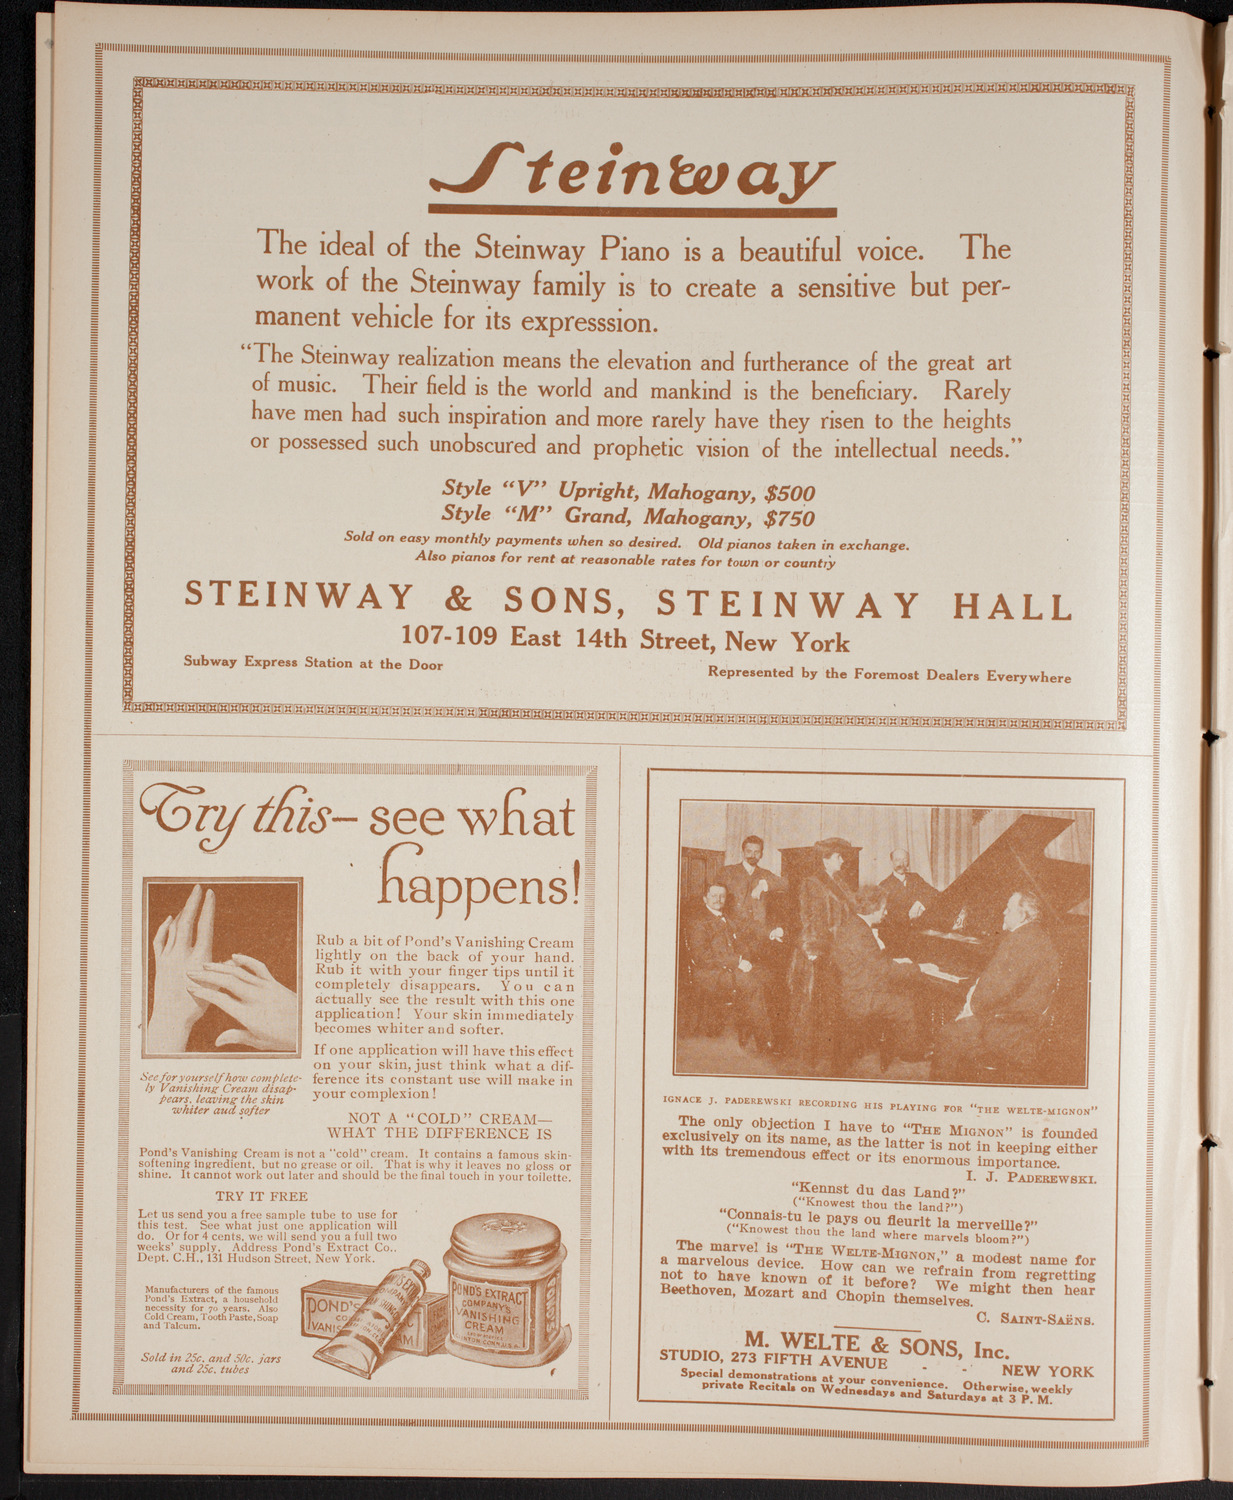 Steinway
The ideal of the Steinway Piano is a beautiful voice. The
work of the Steinway family is to create a sensitive but per-
manent vehicle for its expresssion.
“The Steinway realization means the elevation and furtherance of the great art
of music. Their field is the world and mankind is the beneficiary. Rarely
have men had such inspiration and more rarely have they risen to the heights
or possessed such unobscured and prophetic vision of the intellectual needs.”
Style “V” Upright, Mahogany, $500
Style “M” Grand, Mahogany, $750
Sold on easy monthly payments when so desired. Old pianos taken in exchange.
Also pianos for rent at reasonable rates for town or country
STEINWAY & SONS, STEINWAY HALL
107-109 East 14th Street, New York
Subway Express Station at the Door
Represented by the Foremost Dealers Everywhere
Try this—see what
happens!
Rub a bit of Pond's Vanishing Cream
lightly on the back of your hand.
Rub it with your finger tips until it
completely disappears. You can
actually see the result with this one
application! Your skin immediately
becomes whiter and softer.
If one application will have this effect
on your skin, just think what a dif-
ference its constant use will make in
your complexion!
See for yourself how complete-
ly Vanishing Cream disap-
pears, leaving the skin
whiter and softer
NOT A “COLD” CREAM—
WHAT THE DIFFERENCE IS
Pond's Vanishing Cream is not a "cold" cream. It contains a famous skin-
softening ingredient, but no grease or oil. That is why it leaves no gloss or
shine. It cannot work out later and should be the final touch in your toilette.
TRY IT FREE
Let us send you a free sample tube to use for
this test. See what just one application will
do. Or for 4 cents, we will send you a full two
weeks' supply. Address Pond's Extract Co.,
Dept. C.H., 131 Hudson Street, New York.
Manufacturers of the famous
Pond's Extract, a household
necessity for 70 years. Also
Cold Cream, Tooth Paste, Soap
and Talcum.
Sold in 25c. and 50c. jars
and 25c. tubes
POND'S
VANIS
POND'S EXTRACT
COMPANY'S
VANISHING
CREAM
IGNACE J. PADEREWSKI RECORDING HIS PLAYING FOR “THE WELTE-MIGNON”
The only objection I have to “THE MIGNON” is founded
exclusively on its name, as the latter is not in keeping either
with its tremendous effect or its enormous importance.
I. J. PADEREWSKI.
“Kennst du das Land?”
(“Knowest thou the land?”)
“Connais-tu le pays ou fleurit la merveille?”
(“Knowest thou the land where marvels bloom?”)
The marvel is “THE WELTE-MIGNON,” a modest name for
a marvelous device. How can we refrain from regretting
not to have known of it before? We might then hear
Beethoven, Mozart and Chopin themselves.
C. SAINT-SAËNS.
M. WELTE & SONS, Inc.
STUDIO, 273 FIFTH AVENUE - - NEW YORK
Special demonstrations at your convenience. Otherwise, weekly
private Recitals on Wednesdays and Saturdays at 3 P. M.